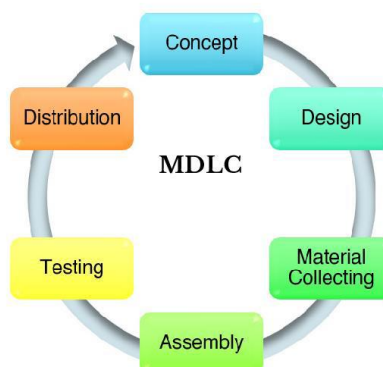 Concept
Distribution
Design
MDLC
Testing
Material
Collecting
Assembly